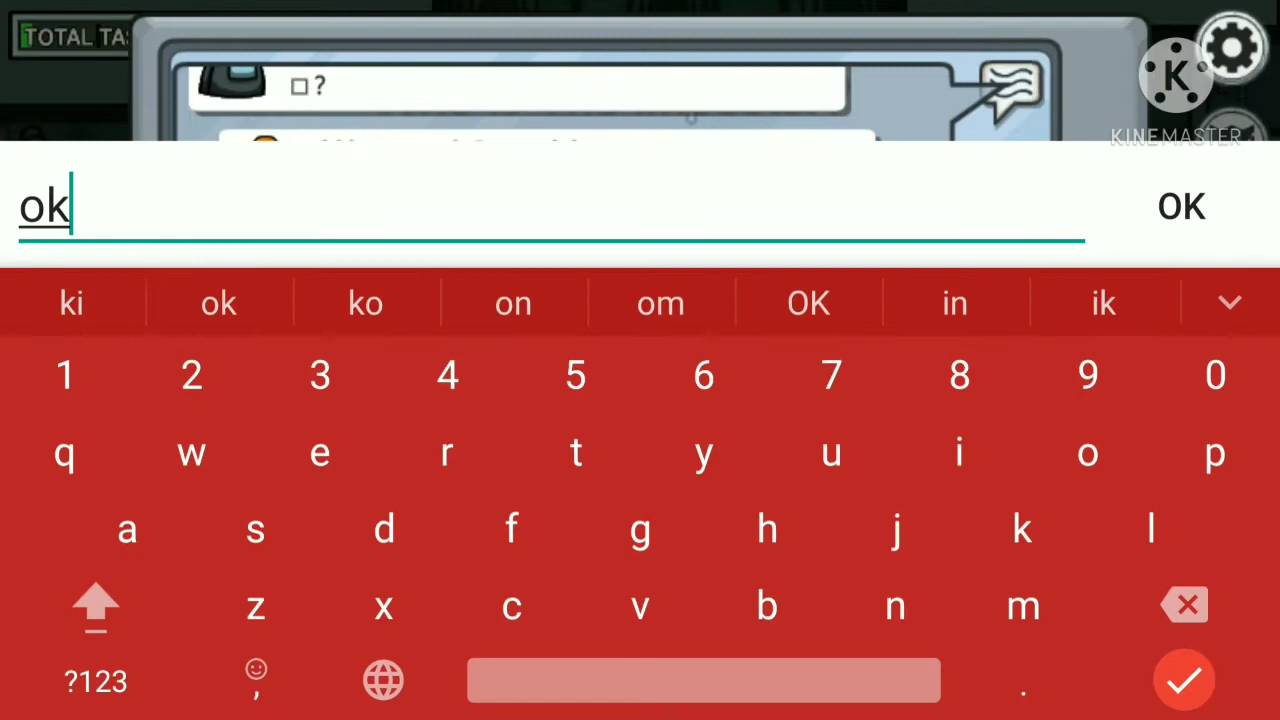 TOTAL TA
□?
K
KINEMASTER
ok
OK
ki ok ko on om OK in ik
1 2 3 4 5 6 7 8 9 0
q w e r t y u i o p
a s d f g h j k l
z x c v b n m
?123 , .